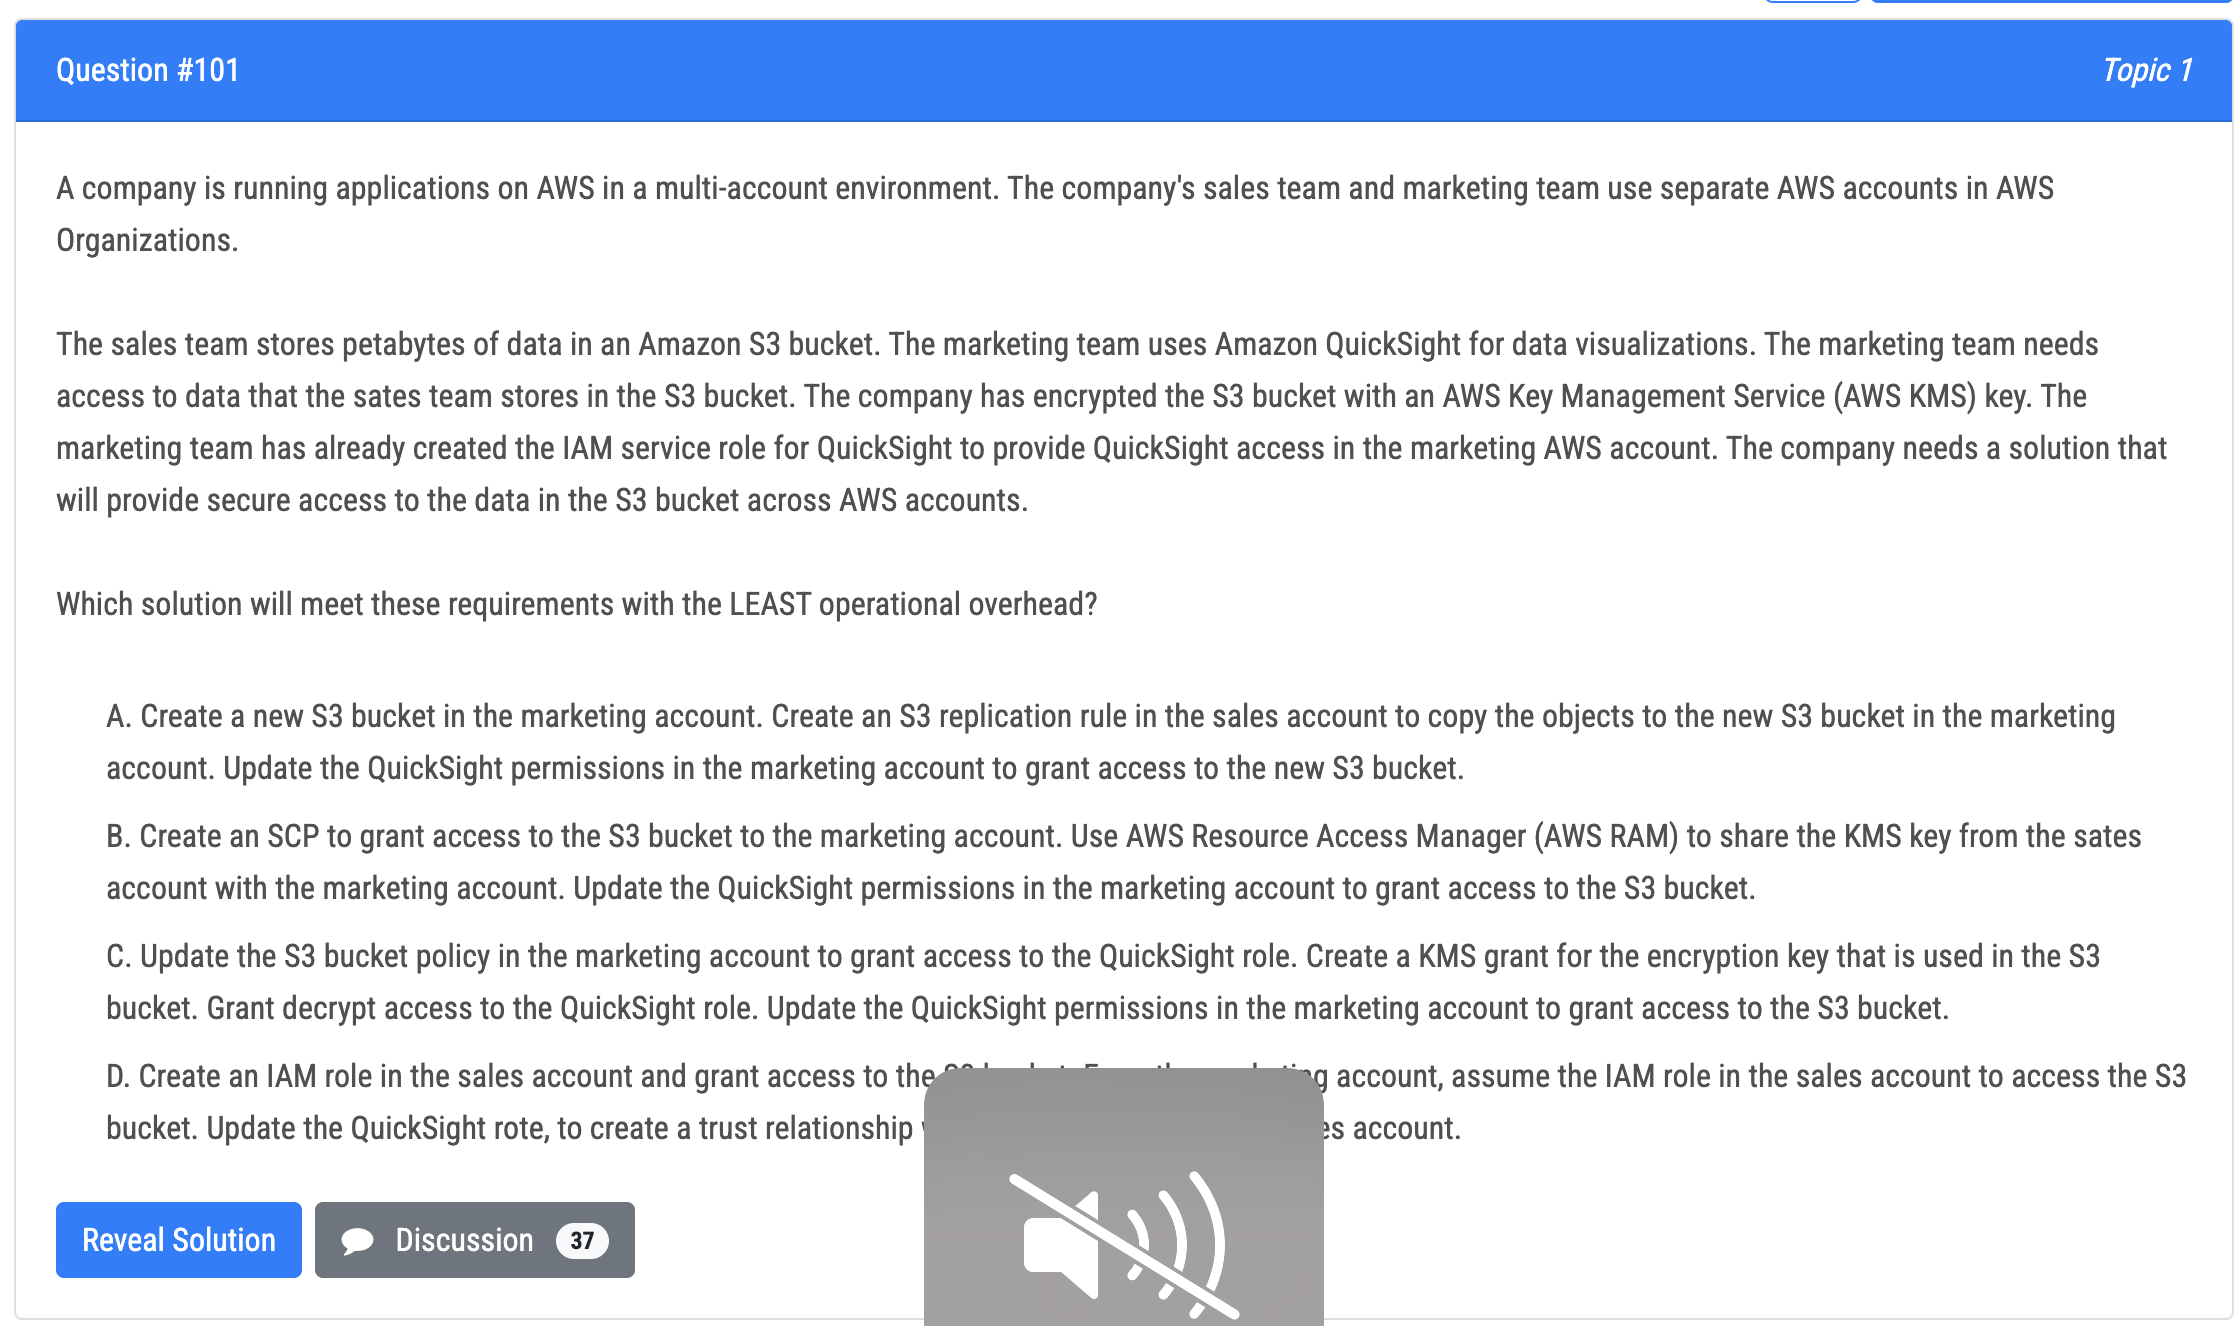 Question #101
Topic 1
A company is running applications on AWS in a multi-account environment. The company's sales team and marketing team use separate AWS accounts in AWS
Organizations.
The sales team stores petabytes of data in an Amazon S3 bucket. The marketing team uses Amazon QuickSight for data visualizations. The marketing team needs
access to data that the sates team stores in the S3 bucket. The company has encrypted the S3 bucket with an AWS Key Management Service (AWS KMS) key. The
marketing team has already created the IAM service role for QuickSight to provide QuickSight access in the marketing AWS account. The company needs a solution that
will provide secure access to the data in the S3 bucket across AWS accounts.
Which solution will meet these requirements with the LEAST operational overhead?
A. Create a new S3 bucket in the marketing account. Create an S3 replication rule in the sales account to copy the objects to the new S3 bucket in the marketing
account. Update the QuickSight permissions in the marketing account to grant access to the new S3 bucket.
B. Create an SCP to grant access to the S3 bucket to the marketing account. Use AWS Resource Access Manager (AWS RAM) to share the KMS key from the sates
account with the marketing account. Update the QuickSight permissions in the marketing account to grant access to the S3 bucket.
C. Update the S3 bucket policy in the marketing account to grant access to the QuickSight role. Create a KMS grant for the encryption key that is used in the S3
bucket. Grant decrypt access to the QuickSight role. Update the QuickSight permissions in the marketing account to grant access to the S3 bucket.
D. Create an IAM role in the sales account and grant access to the account, assume the IAM role in the sales account to access the S3
bucket. Update the QuickSight rote, to create a trust relationship account.
Reveal Solution
Discussion 37